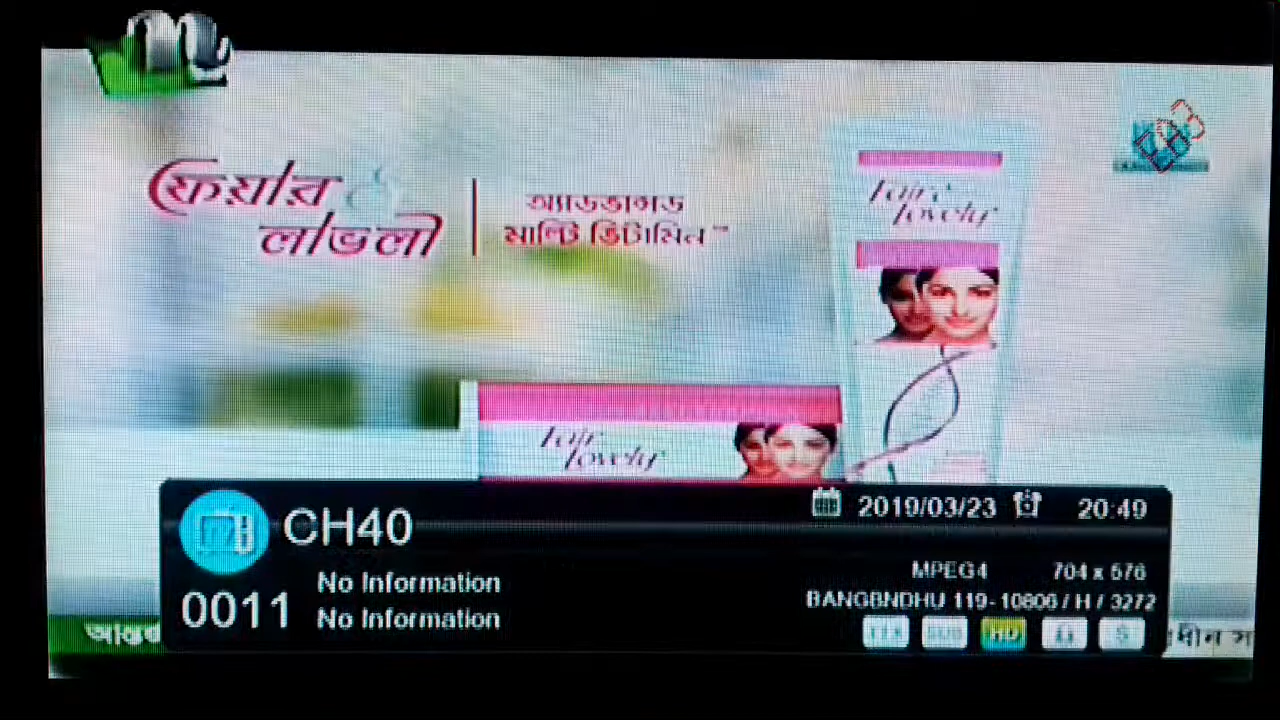 ফেয়ার
লাভলী
অ্যাডভান্সড
মাল্টি ভিটামিন™
Fair &
Lovely
Fair &
Lovely
CH40
2019/03/23
20:49
0011
No Information
No Information
MPEG4
704 x 576
BANGBNDHU 119-10806 / H / 3272
HD